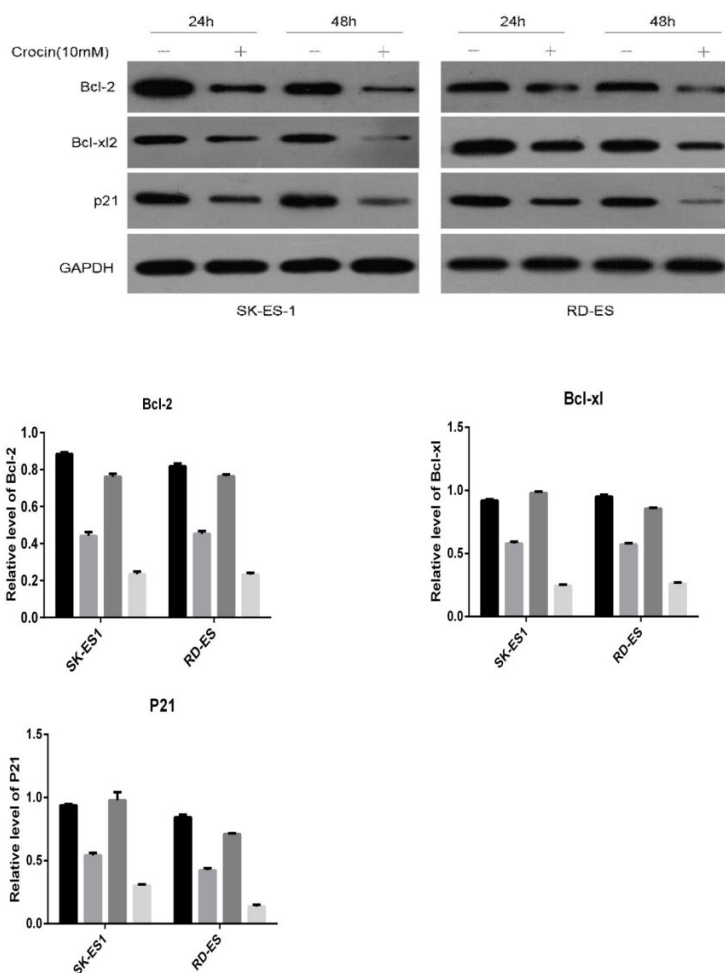 24h 48h 24h 48h
Crocin(10mM) — + — + — + — +
Bcl-2
Bcl-xl2
p21
GAPDH
SK-ES-1 RD-ES
Bcl-2
Relative level of Bcl-2
1.0
0.8
0.6
0.4
0.2
0.0
SK-ES1 RD-ES
Bcl-xl
Relative level of Bcl-xl
1.5
1.0
0.5
0.0
SK-ES1 RD-ES
P21
Relative level of P21
1.5
1.0
0.5
0.0
SK-ES1 RD-ES